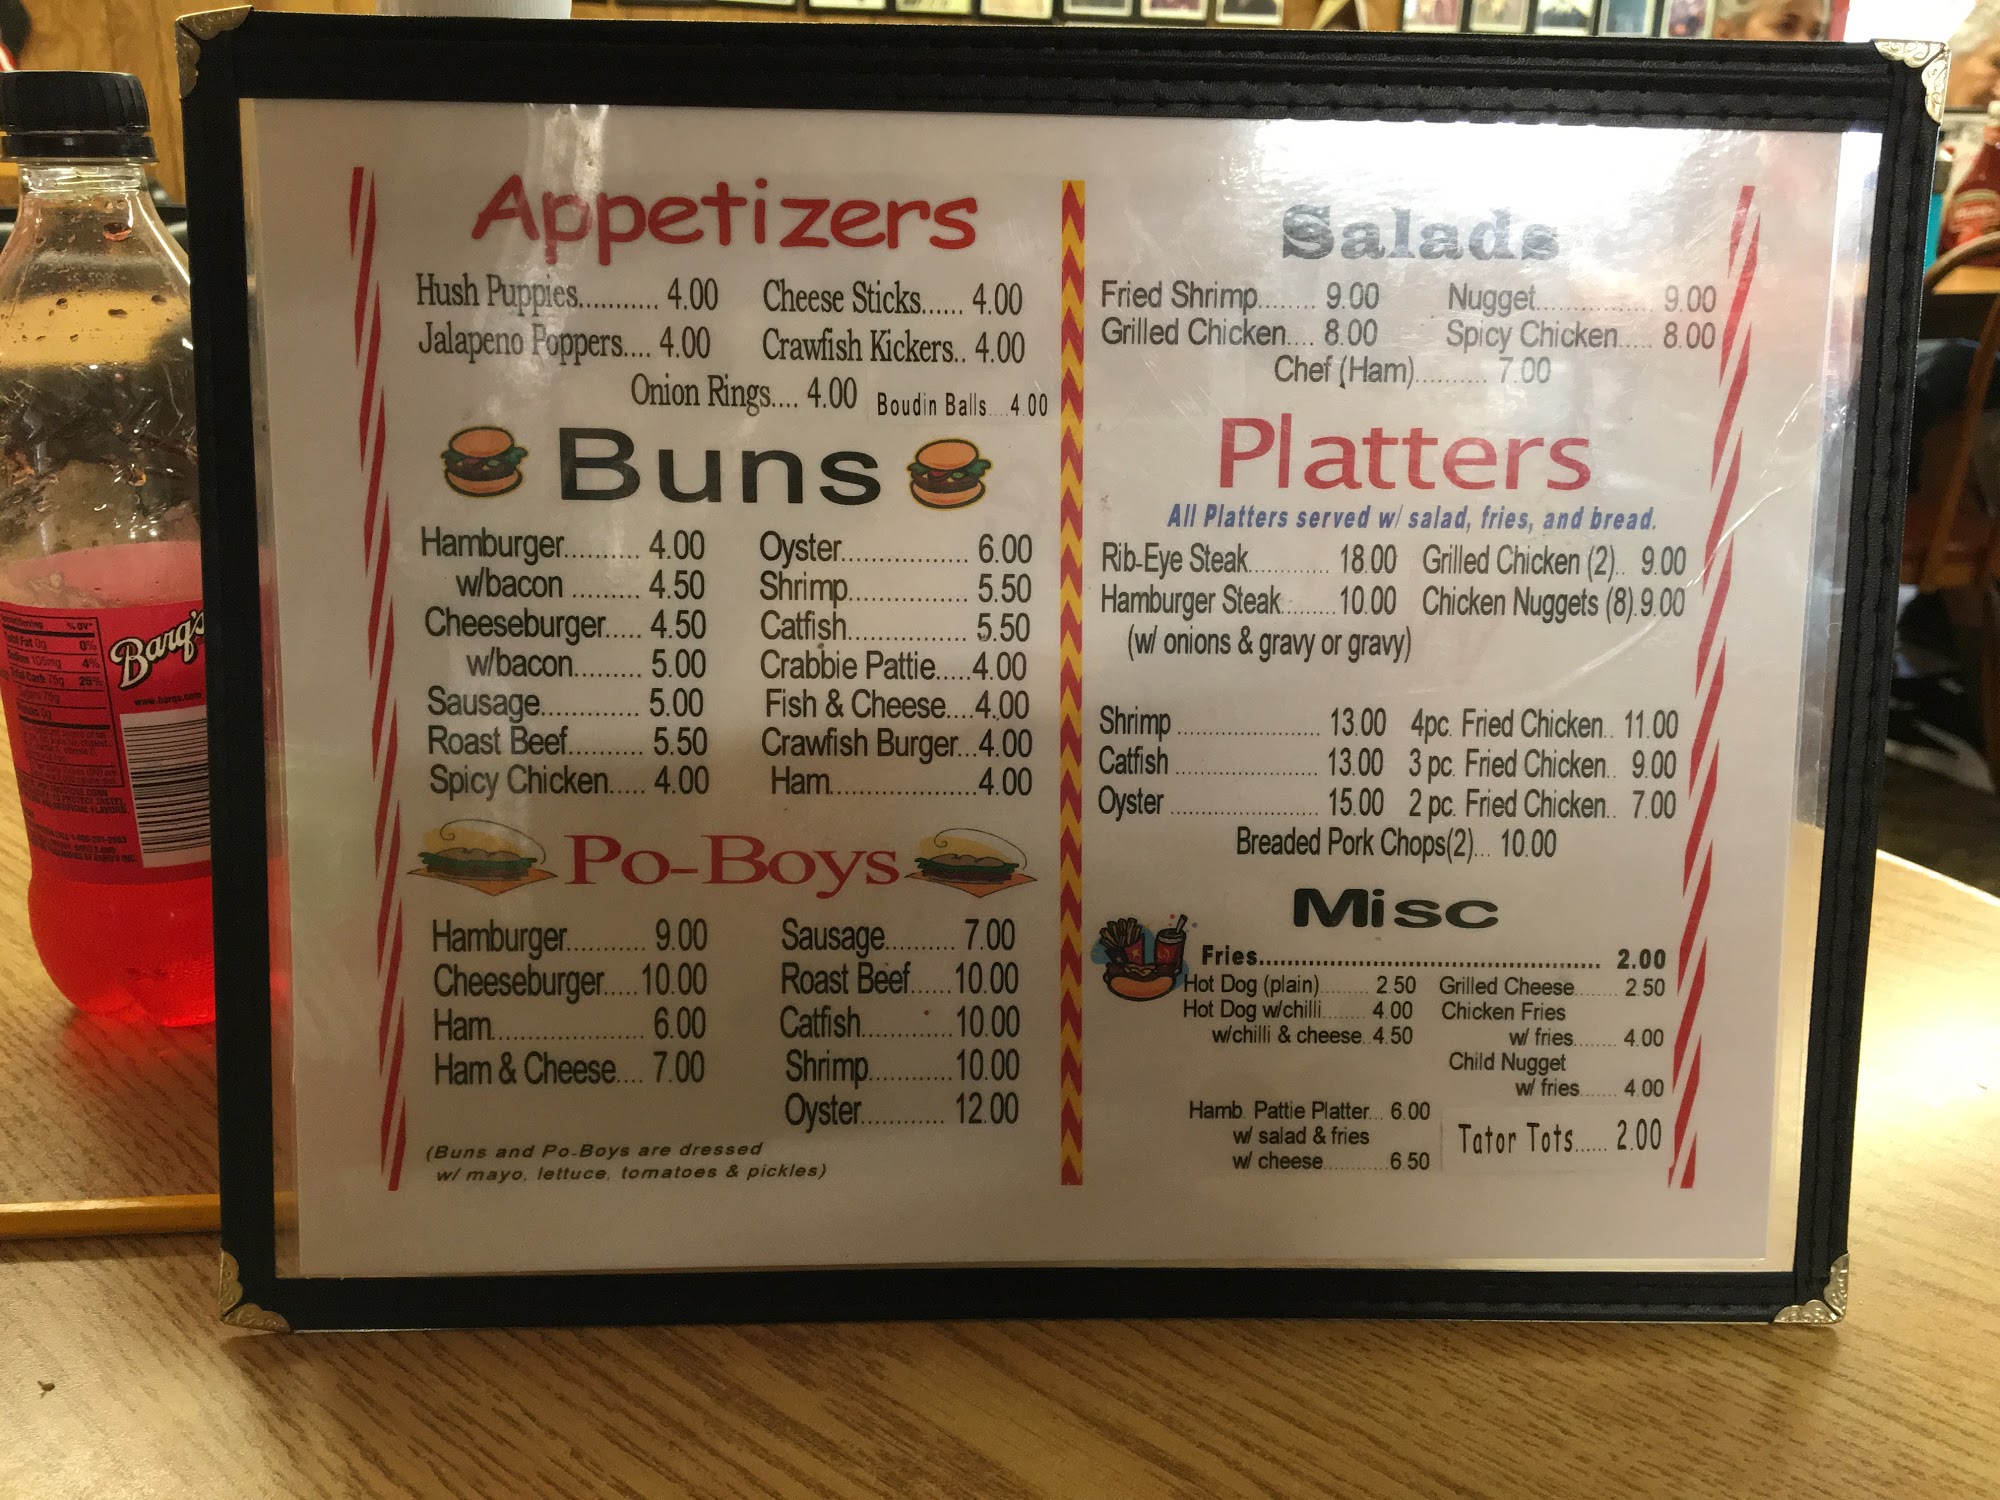 Appetizers
Hush Puppies........... 4.00 Cheese Sticks...... 4.00
Jalapeno Poppers.... 4.00 Crawfish Kickers.. 4.00
Onion Rings.... 4.00 Boudin Balls....4.00
Buns
Hamburger.......... 4.00
w/bacon ......... 4.50
Cheeseburger..... 4.50
w/bacon......... 5.00
Sausage............. 5.00
Roast Beef.......... 5.50
Spicy Chicken..... 4.00
Oyster.................. 6.00
Shrimp................. 5.50
Catfish................. 5.50
Crabbie Pattie.....4.00
Fish & Cheese....4.00
Crawfish Burger...4.00
Ham.....................4.00
Po-Boys
Hamburger........... 9.00
Cheeseburger.....10.00
Ham..................... 6.00
Ham & Cheese.... 7.00
Sausage.......... 7.00
Roast Beef......10.00
Catfish.............10.00
Shrimp............10.00
Oyster............ 12.00
(Buns and Po-Boys are dressed
w/ mayo, lettuce, tomatoes & pickles)
Salads
Fried Shrimp........ 9.00 Nugget................. 9.00
Grilled Chicken.... 8.00 Spicy Chicken..... 8.00
Chef (Ham).......... 7.00
Platters
All Platters served w/ salad, fries, and bread.
Rib-Eye Steak............ 18.00 Grilled Chicken (2).. 9.00
Hamburger Steak........ 10.00 Chicken Nuggets (8).9.00
(w/ onions & gravy or gravy)
Shrimp ...................... 13.00 4pc. Fried Chicken.. 11.00
Catfish ...................... 13.00 3 pc. Fried Chicken.. 9.00
Oyster ....................... 15.00 2 pc. Fried Chicken.. 7.00
Breaded Pork Chops(2)... 10.00
Misc
Fries................................................ 2.00
Hot Dog (plain)......... 2.50
Hot Dog w/chilli........ 4.00
w/chilli & cheese..4.50
Hamb. Pattie Platter... 6.00
w/ salad & fries
w/ cheese............6.50
Grilled Cheese........ 2.50
Chicken Fries
w/ fries........ 4.00
Child Nugget
w/ fries....... 4.00
Tator Tots...... 2.00
Barq's
www.barqs.com